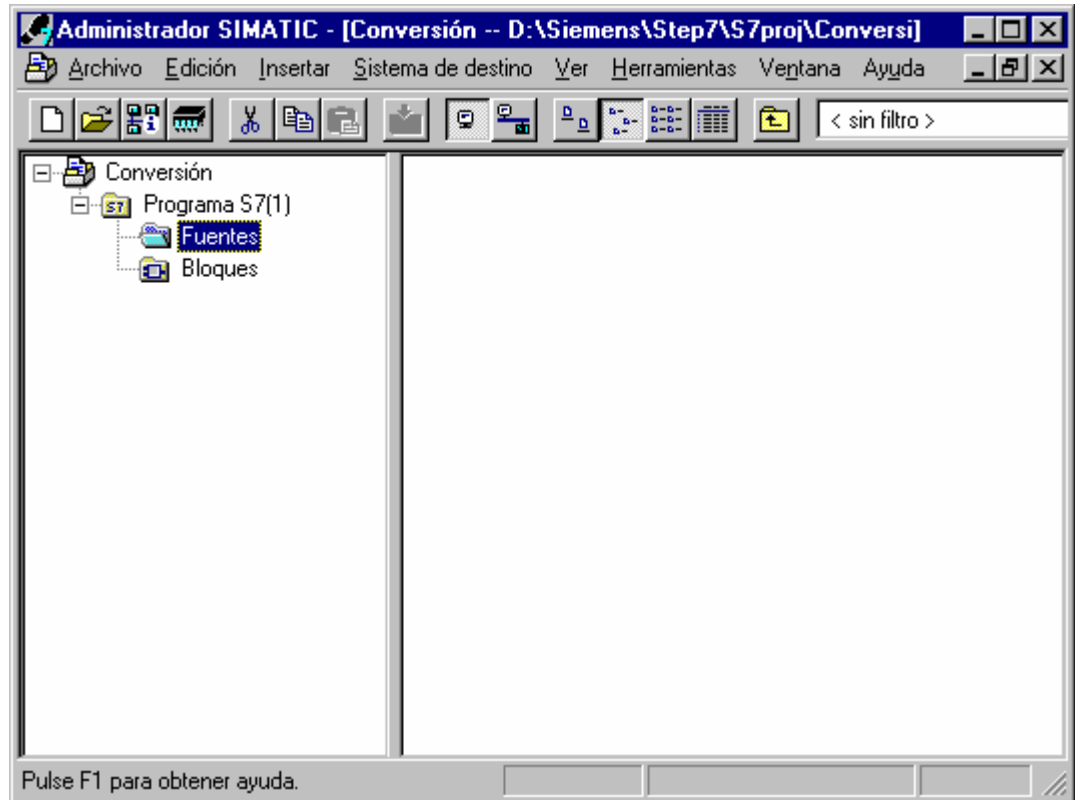 Administrador SIMATIC - [Conversión -- D:\Siemens\Step7\S7proj\Conversi]
Archivo Edición Insertar Sistema de destino Ver Herramientas Ventana Ayuda
< sin filtro >
Conversión
S7 Programa S7(1)
Fuentes
Bloques
Pulse F1 para obtener ayuda.